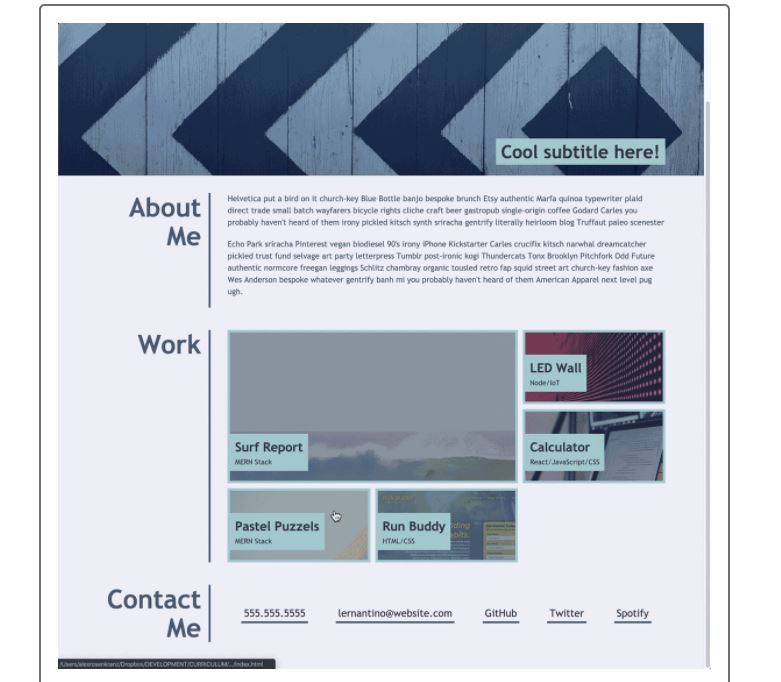 Cool subtitle here!
About
Me
Helvetica put a bird on it church-key Blue Bottle banjo bespoke brunch Etsy authentic Marfa quinoa typewriter plaid
direct trade small batch wayfarers bicycle rights cliche craft beer gastropub single-origin coffee Godard Carles you
probably haven't heard of them irony pickled kitsch synth sriracha gentrify literally heirloom blog Truffaut paleo scenester
Echo Park sriracha Pinterest vegan biodiesel 90's irony iPhone Kickstarter Carles crucifix kitsch narwhal dreamcatcher
pickled trust fund selvage art party letterpress Tumblr post-ironic kogi Thundercats Tonx Brooklyn Pitchfork Odd Future
authentic normcore freegan leggings Schlitz chambray organic tousled retro fap squid street art church-key fashion axe
Wes Anderson bespoke whatever gentrify banh mi you probably haven't heard of them American Apparel next level pug
ugh.
Work
LED Wall
Node/IoT
Surf Report
MERN Stack
Calculator
React/JavaScript/CSS
Pastel Puzzels
MERN Stack
Run Buddy
HTML/CSS
Contact
Me
555.555.5555
lernantino@website.com
GitHub
Twitter
Spotify